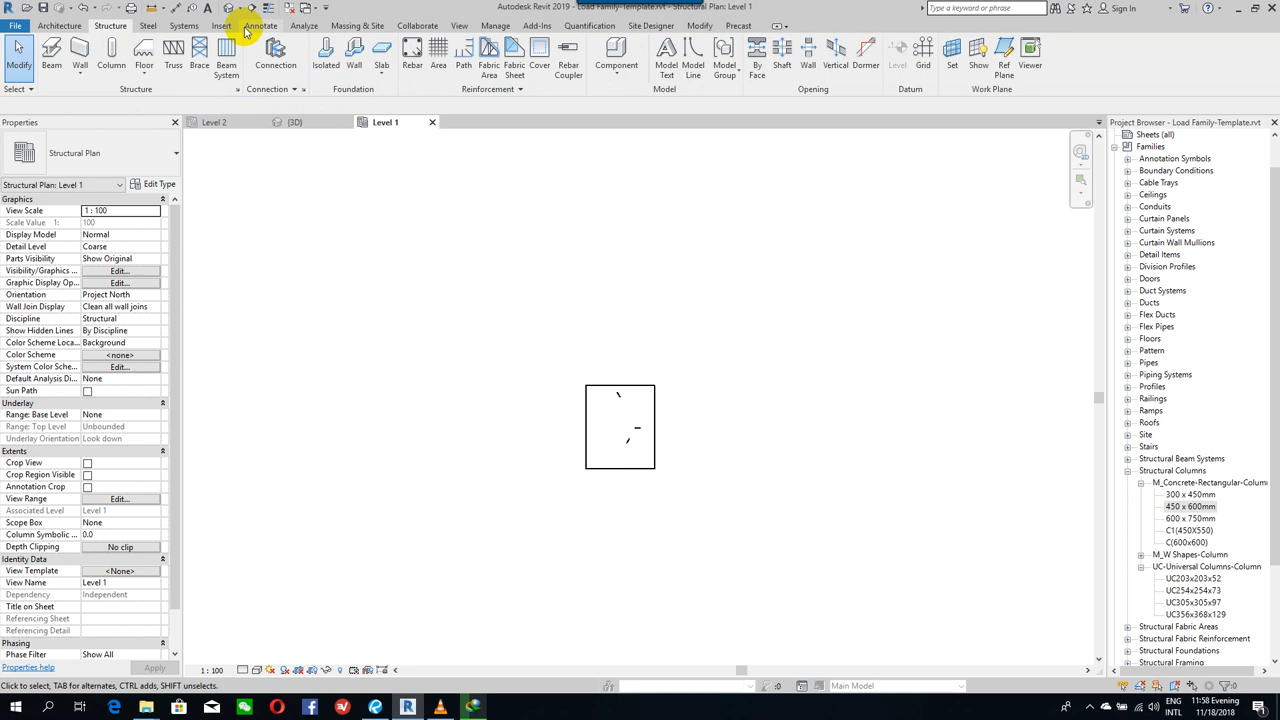 Autodesk Revit 2019 - Load Family-Template.rvt - Structural Plan: Level 1
Type a keyword or phrase
Sign In
File Architecture Structure Steel Systems Insert Annotate Analyze Massing & Site Collaborate View Manage Add-Ins Quantification Site Designer Modify Precast
Modify Beam Wall Column Floor Truss Brace Beam System Connection Isolated Wall Slab Rebar Area Path Fabric Area Fabric Sheet Cover Rebar Coupler Component Model Text Model Line Model Group By Face Shaft Wall Vertical Dormer Level Grid Set Show Ref Plane Viewer
Select Structure Connection Foundation Reinforcement Model Opening Datum Work Plane
Properties
Structural Plan
Structural Plan: Level 1
Edit Type
Graphics
View Scale 1 : 100
Scale Value 1: 100
Display Model Normal
Detail Level Coarse
Parts Visibility Show Original
Visibility/Graphics ... Edit...
Graphic Display Op... Edit...
Orientation Project North
Wall Join Display Clean all wall joins
Discipline Structural
Show Hidden Lines By Discipline
Color Scheme Loca... Background
Color Scheme <none>
System Color Sche... Edit...
Default Analysis Di... None
Sun Path
Underlay
Range: Base Level None
Range: Top Level Unbounded
Underlay Orientation Look down
Extents
Crop View
Crop Region Visible
Annotation Crop
View Range Edit...
Associated Level Level 1
Scope Box None
Column Symbolic ... 0.0
Depth Clipping No clip
Identity Data
View Template <None>
View Name Level 1
Dependency Independent
Title on Sheet
Referencing Sheet
Referencing Detail
Phasing
Phase Filter Show All
Properties help
Apply
Level 2
(3D)
Level 1
1 : 100
Project Browser - Load Family-Template.rvt
Sheets (all)
Families
Annotation Symbols
Boundary Conditions
Cable Trays
Ceilings
Conduits
Curtain Panels
Curtain Systems
Curtain Wall Mullions
Detail Items
Division Profiles
Doors
Duct Systems
Ducts
Flex Ducts
Flex Pipes
Floors
Pattern
Pipes
Piping Systems
Profiles
Railings
Ramps
Roofs
Site
Stairs
Structural Beam Systems
Structural Columns
M_Concrete-Rectangular-Colum
300 x 450mm
450 x 600mm
600 x 750mm
C1(450X550)
C(600x600)
M_W Shapes-Column
UC-Universal Columns-Column
UC203x203x52
UC254x254x73
UC305x305x97
UC356x368x129
Structural Fabric Areas
Structural Fabric Reinforcement
Structural Foundations
Structural Framing
Click to select, TAB for alternates, CTRL adds, SHIFT unselects.
:0
Main Model
:0
ENG
INTL
11:58 Evening
11/18/2018